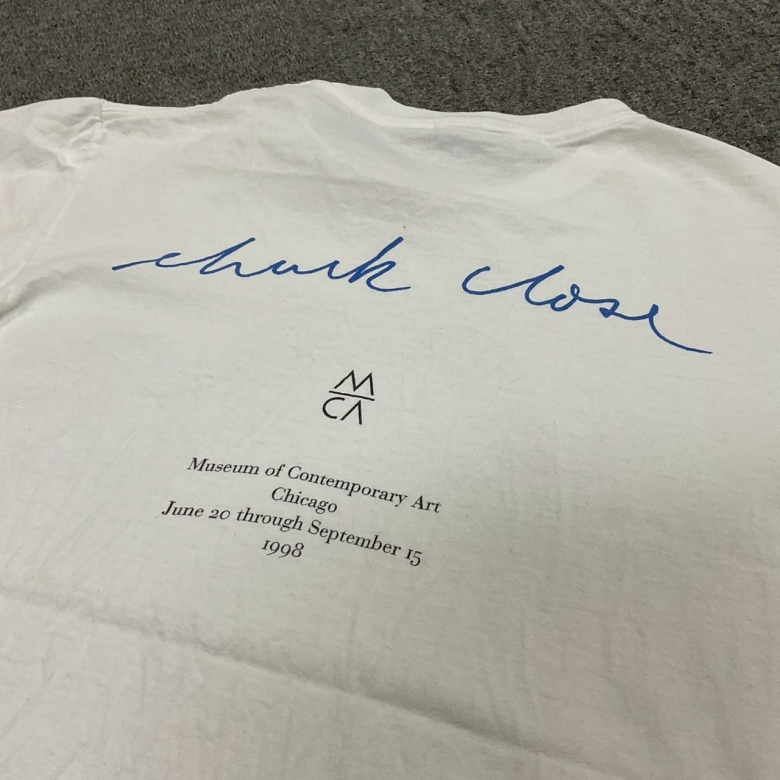 chuck close
M
CA
Museum of Contemporary Art
Chicago
June 20 through September 15
1998